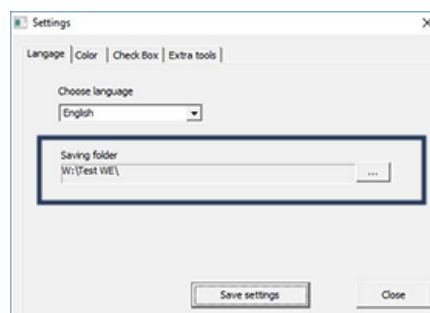 Settings
Langage Color Check Box Extra tools
Choose language
English
Saving folder
W:\Test WE\
...
Save settings Close